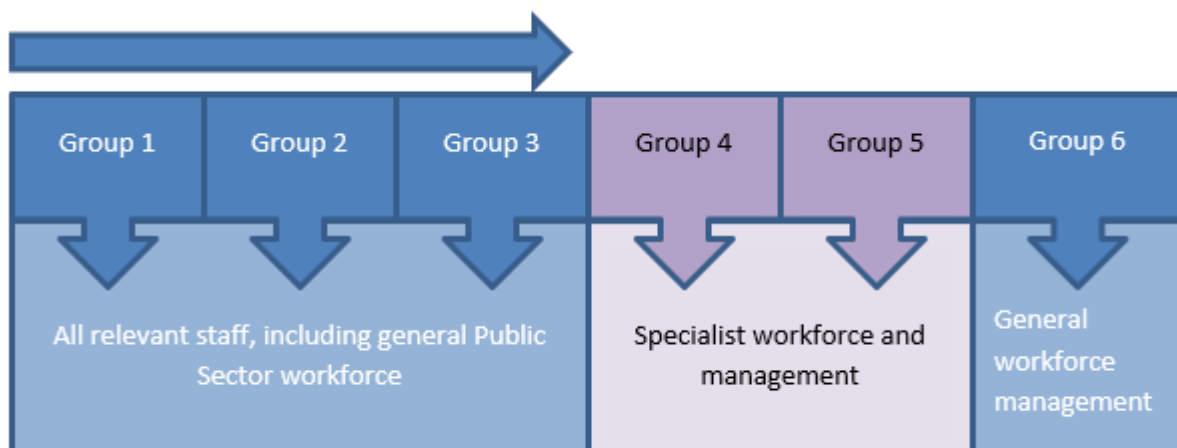 Group 1
Group 2
Group 3
Group 4
Group 5
Group 6
All relevant staff, including general Public
Sector workforce
Specialist workforce and
management
General
workforce
management